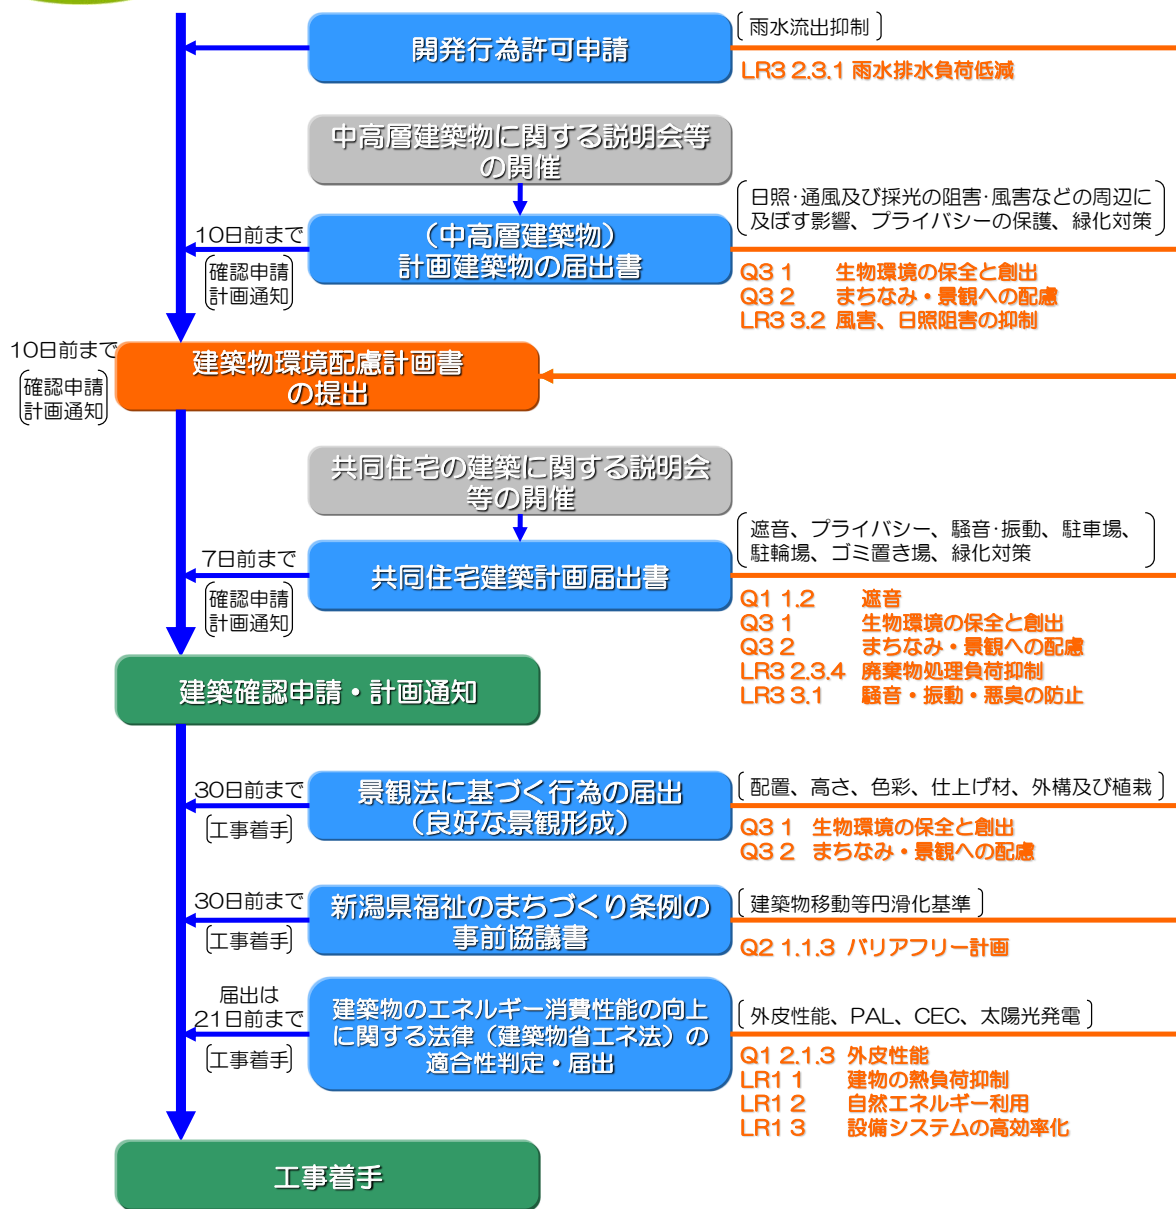 開発行為許可申請
雨水流出抑制
LR3 2.3.1 雨水排水負荷低減
中高層建築物に関する説明会等
の開催
10日前まで
確認申請
計画通知
（中高層建築物）
計画建築物の届出書
日照･通風及び採光の阻害･風害などの周辺に
及ぼす影響、プライバシーの保護、緑化対策
Q3 1 生物環境の保全と創出
Q3 2 まちなみ・景観への配慮
LR3 3.2 風害、日照阻害の抑制
10日前まで
確認申請
計画通知
建築物環境配慮計画書
の提出
共同住宅の建築に関する説明会
等の開催
7日前まで
確認申請
計画通知
共同住宅建築計画届出書
遮音、プライバシー、騒音･振動、駐車場、
駐輪場、ゴミ置き場、緑化対策
Q1 1.2 遮音
Q3 1 生物環境の保全と創出
Q3 2 まちなみ・景観への配慮
LR3 2.3.4 廃棄物処理負荷抑制
LR3 3.1 騒音・振動・悪臭の防止
建築確認申請・計画通知
30日前まで
工事着手
景観法に基づく行為の届出
（良好な景観形成）
配置、高さ、色彩、仕上げ材、外構及び植栽
Q3 1 生物環境の保全と創出
Q3 2 まちなみ・景観への配慮
30日前まで
工事着手
新潟県福祉のまちづくり条例の
事前協議書
建築物移動等円滑化基準
Q2 1.1.3 バリアフリー計画
届出は
21日前まで
工事着手
建築物のエネルギー消費性能の向上
に関する法律（建築物省エネ法）の
適合性判定・届出
外皮性能、PAL、CEC、太陽光発電
Q1 2.1.3 外皮性能
LR1 1 建物の熱負荷抑制
LR1 2 自然エネルギー利用
LR1 3 設備システムの高効率化
工事着手